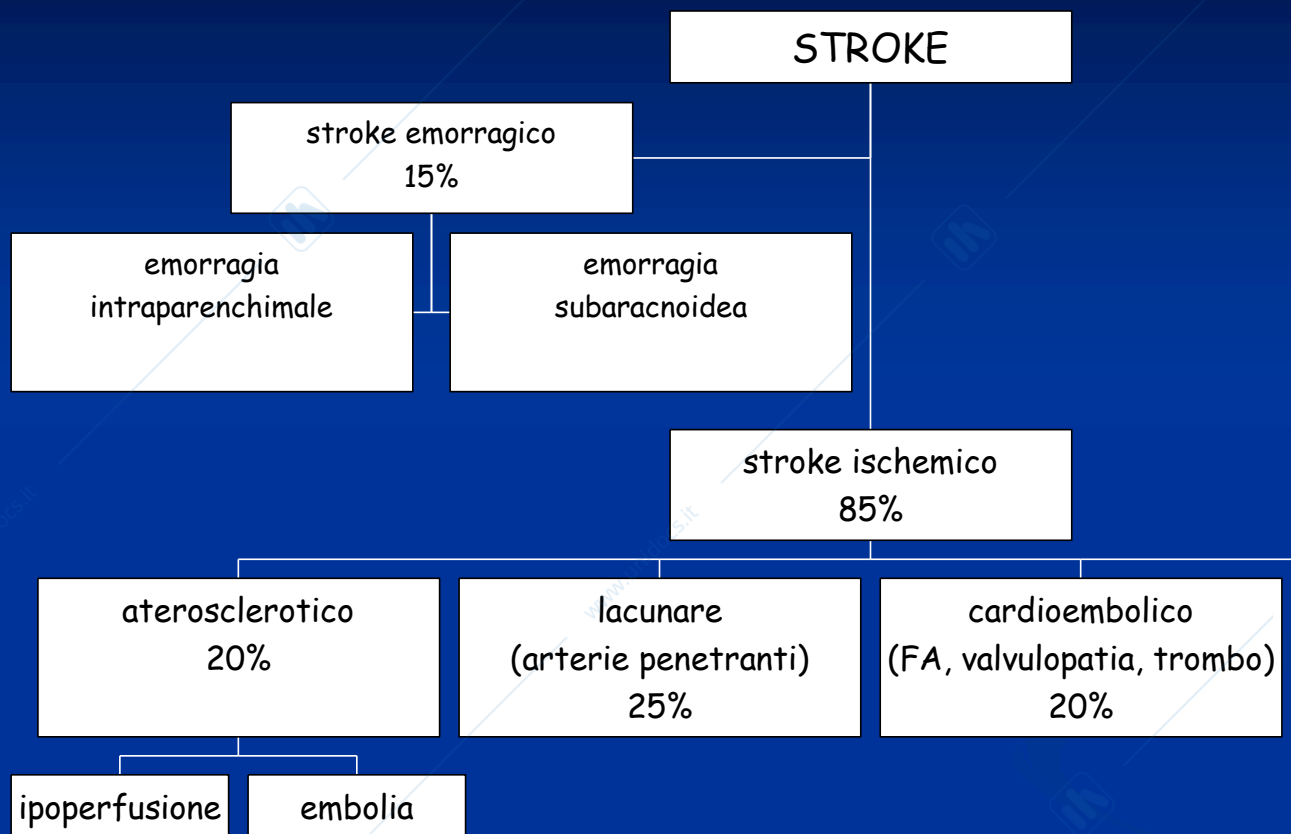 STROKE
stroke emorragico
15%
emorragia
intraparenchimale
emorragia
subaracnoidea
stroke ischemico
85%
aterosclerotico
20%
lacunare
(arterie penetranti)
25%
cardioembolico
(FA, valvulopatia, trombo)
20%
ipoperfusione
embolia